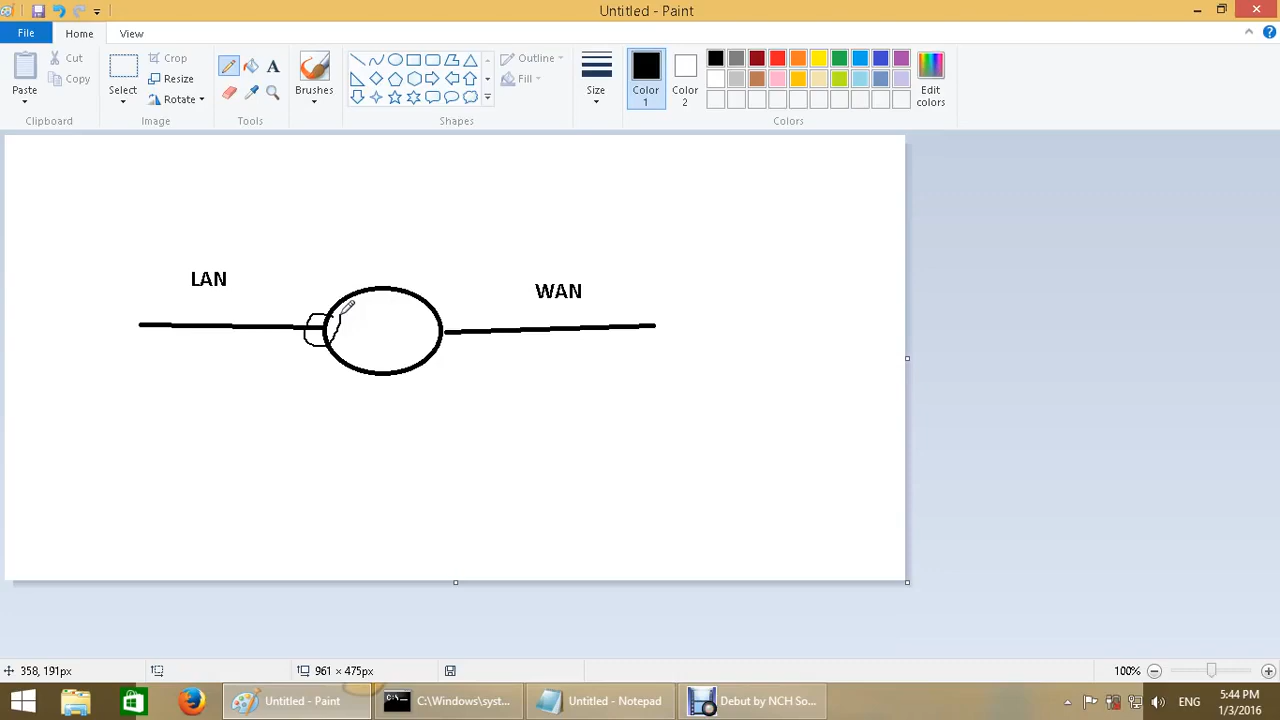 Untitled - Paint
File
Home
View
Paste
Cut
Copy
Clipboard
Select
Crop
Resize
Rotate
Image
A
Tools
Brushes
Outline
Fill
Shapes
Size
Color
1
Color
2
Edit
colors
Colors
LAN
WAN
358, 191px
961 × 475px
100%
Untitled - Paint
C:\Windows\syst...
Untitled - Notepad
Debut by NCH So...
ENG
5:44 PM
1/3/2016